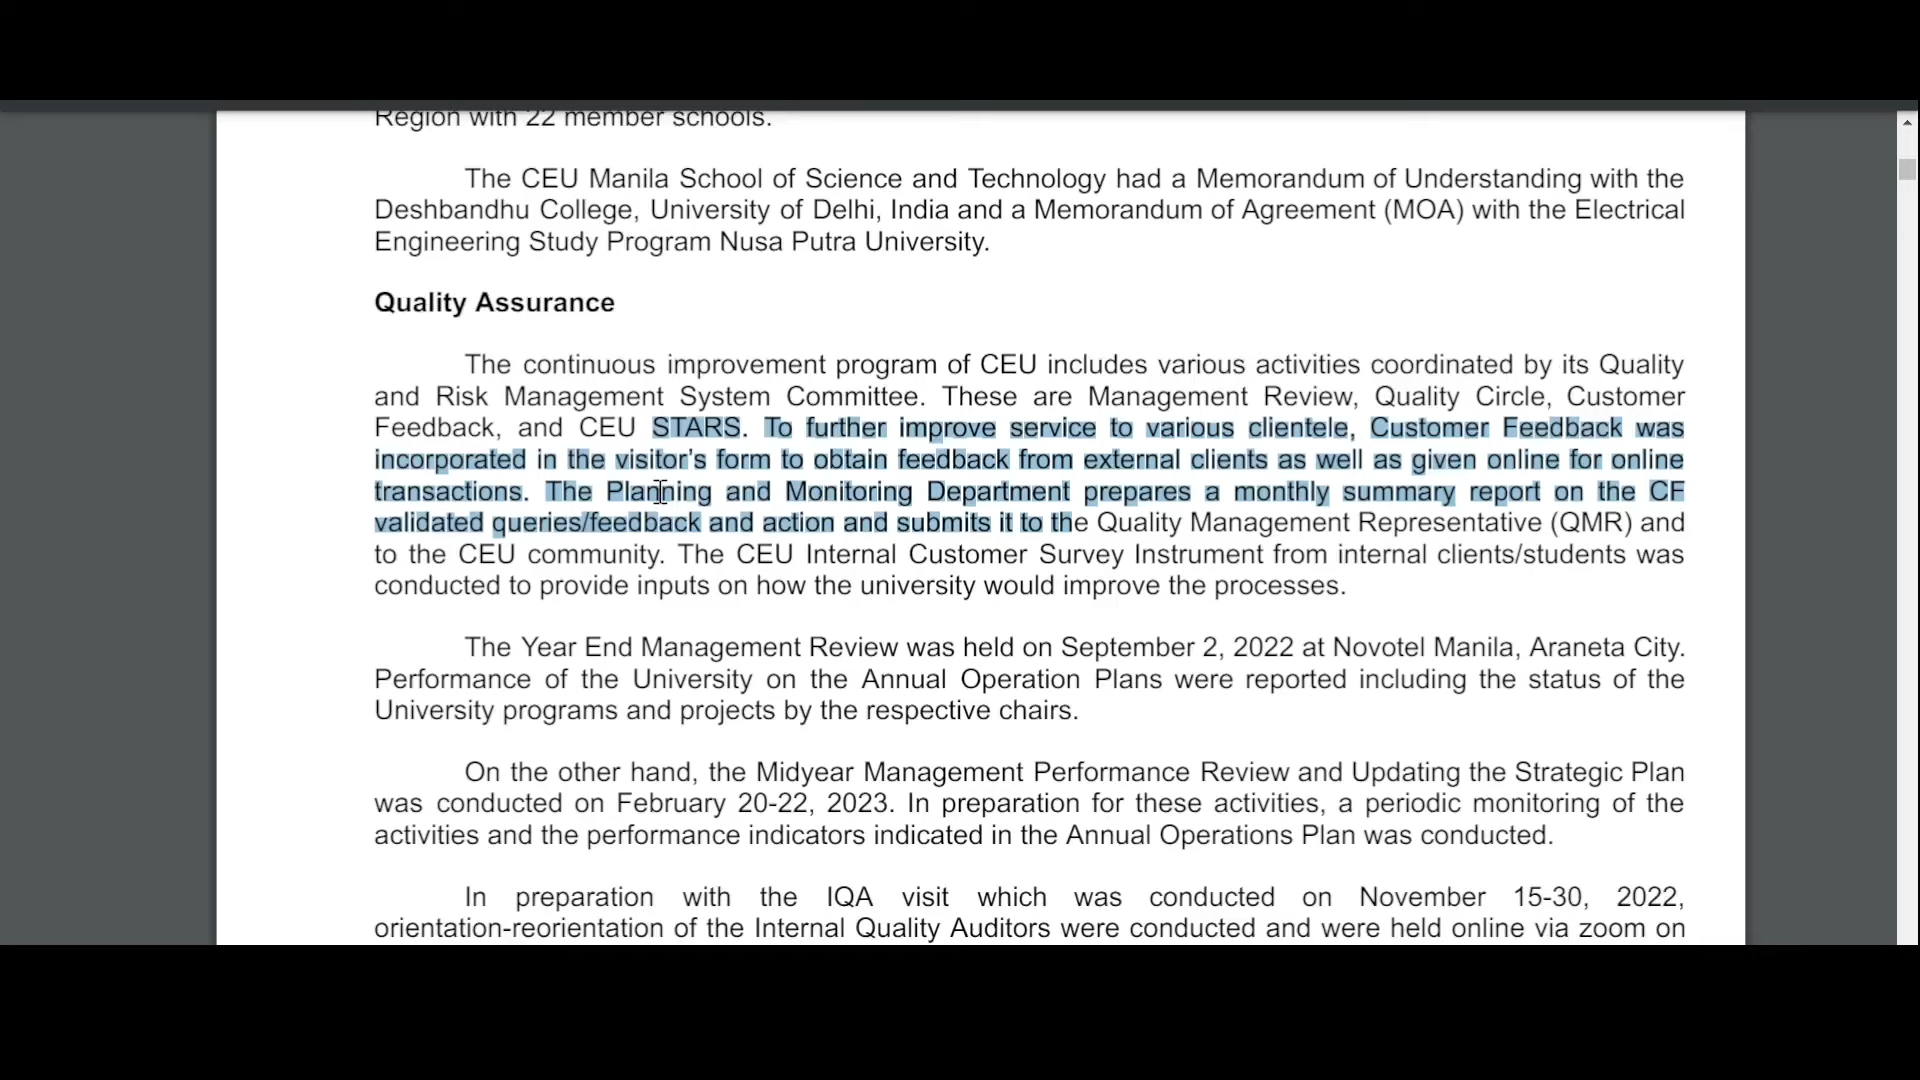 Region with 22 member schools.
The CEU Manila School of Science and Technology had a Memorandum of Understanding with the
Deshbandhu College, University of Delhi, India and a Memorandum of Agreement (MOA) with the Electrical
Engineering Study Program Nusa Putra University.
Quality Assurance
The continuous improvement program of CEU includes various activities coordinated by its Quality
and Risk Management System Committee. These are Management Review, Quality Circle, Customer
Feedback, and CEU STARS. To further improve service to various clientele, Customer Feedback was
incorporated in the visitor's form to obtain feedback from external clients as well as given online for online
transactions. The Planning and Monitoring Department prepares a monthly summary report on the CF
validated queries/feedback and action and submits it to the Quality Management Representative (QMR) and
to the CEU community. The CEU Internal Customer Survey Instrument from internal clients/students was
conducted to provide inputs on how the university would improve the processes.
The Year End Management Review was held on September 2, 2022 at Novotel Manila, Araneta City.
Performance of the University on the Annual Operation Plans were reported including the status of the
University programs and projects by the respective chairs.
On the other hand, the Midyear Management Performance Review and Updating the Strategic Plan
was conducted on February 20-22, 2023. In preparation for these activities, a periodic monitoring of the
activities and the performance indicators indicated in the Annual Operations Plan was conducted.
In preparation with the IQA visit which was conducted on November 15-30, 2022,
orientation-reorientation of the Internal Quality Auditors were conducted and were held online via zoom on